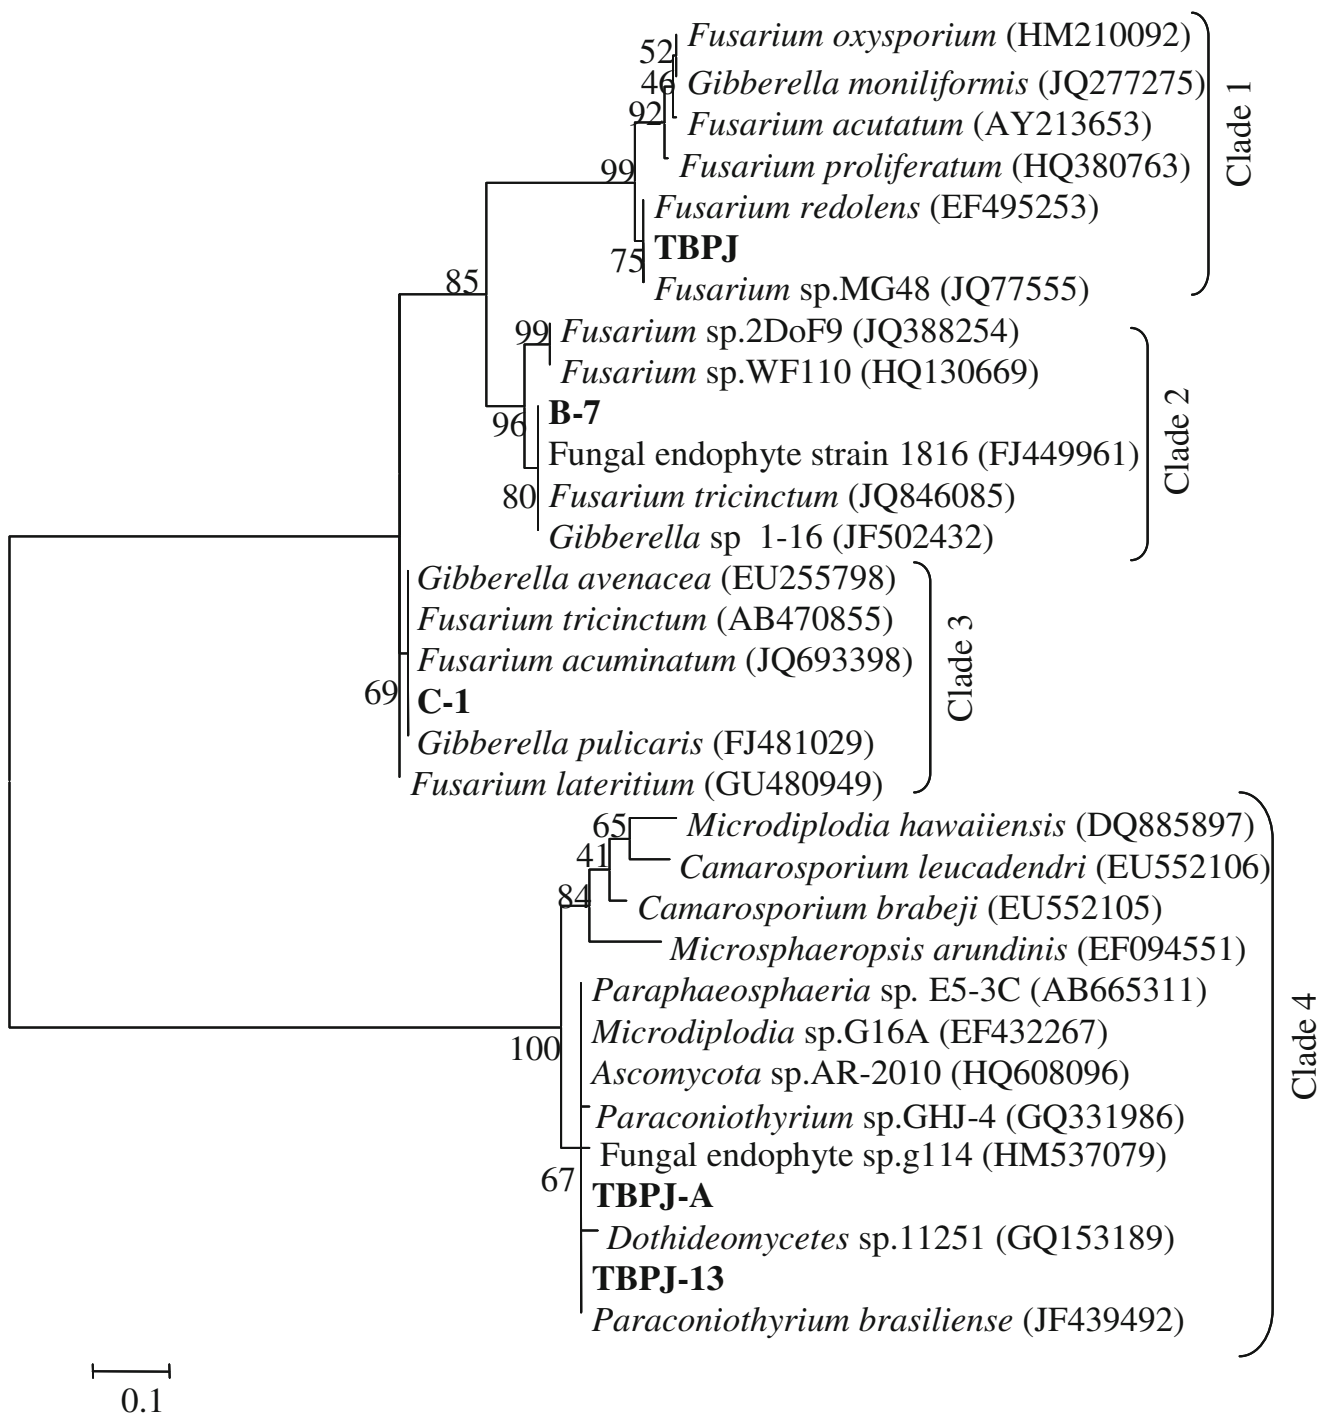 52
Fusarium oxysporium (HM210092)
46
Gibberella moniliformis (JQ277275)
92
Fusarium acutatum (AY213653)
Fusarium proliferatum (HQ380763)
99
Fusarium redolens (EF495253)
TBPJ
75
Fusarium sp.MG48 (JQ77555)
Clade 1
85
99
Fusarium sp.2DoF9 (JQ388254)
Fusarium sp.WF110 (HQ130669)
B-7
96
Fungal endophyte strain 1816 (FJ449961)
80
Fusarium tricinctum (JQ846085)
Gibberella sp 1-16 (JF502432)
Clade 2
Gibberella avenacea (EU255798)
Fusarium tricinctum (AB470855)
Fusarium acuminatum (JQ693398)
69
C-1
Gibberella pulicaris (FJ481029)
Fusarium lateritium (GU480949)
Clade 3
65
Microdiplodia hawaiiensis (DQ885897)
41
Camarosporium leucadendri (EU552106)
84
Camarosporium brabeji (EU552105)
Microsphaeropsis arundinis (EF094551)
Paraphaeosphaeria sp. E5-3C (AB665311)
Microdiplodia sp.G16A (EF432267)
100
Ascomycota sp.AR-2010 (HQ608096)
Paraconiothyrium sp.GHJ-4 (GQ331986)
Fungal endophyte sp.g114 (HM537079)
67
TBPJ-A
Dothideomycetes sp.11251 (GQ153189)
TBPJ-13
Paraconiothyrium brasiliense (JF439492)
Clade 4
0.1